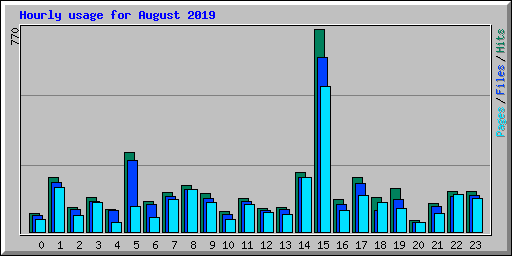 Hourly usage for August 2019
770
Pages/Files/Hits
0 1 2 3 4 5 6 7 8 9 10 11 12 13 14 15 16 17 18 19 20 21 22 23